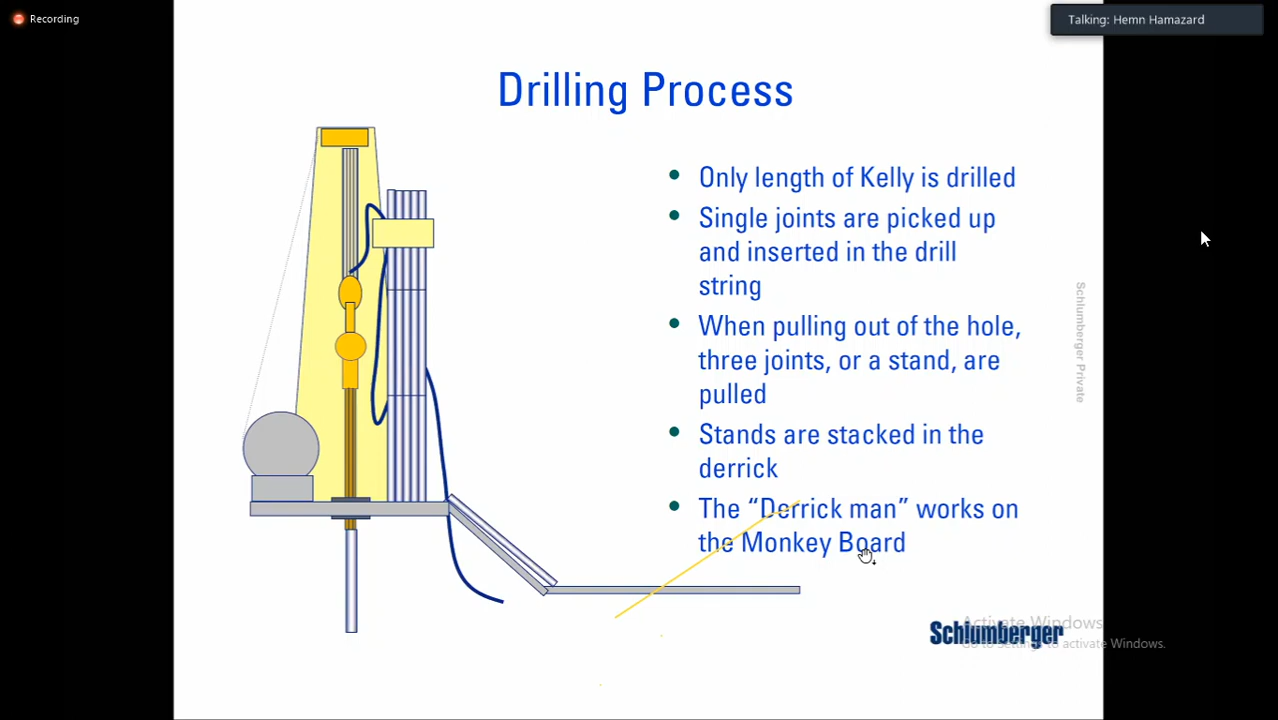 Recording
Talking: Hemn Hamazard
Drilling Process
• Only length of Kelly is drilled
• Single joints are picked up
and inserted in the drill
string
• When pulling out of the hole,
three joints, or a stand, are
pulled
• Stands are stacked in the
derrick
• The “Derrick man” works on
the Monkey Board
Schlumberger Private
Activate Windows
Schlumberger
Go to Settings to activate Windows.